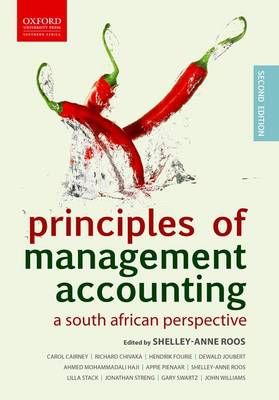 OXFORD
UNIVERSITY PRESS
SOUTHERN AFRICA
SECOND EDITION
principles of
management
accounting
a south african perspective
Edited by SHELLEY-ANNE ROOS
CAROL CAIRNEY | RICHARD CHIVAKA | HENDRIK FOURIE | DEWALD JOUBERT
AHMED MOHAMMADALI HAJI | APPIE PIENAAR | SHELLEY-ANNE ROOS
LILLA STACK | JONATHAN STRENG | GARY SWARTZ | JOHN WILLIAMS